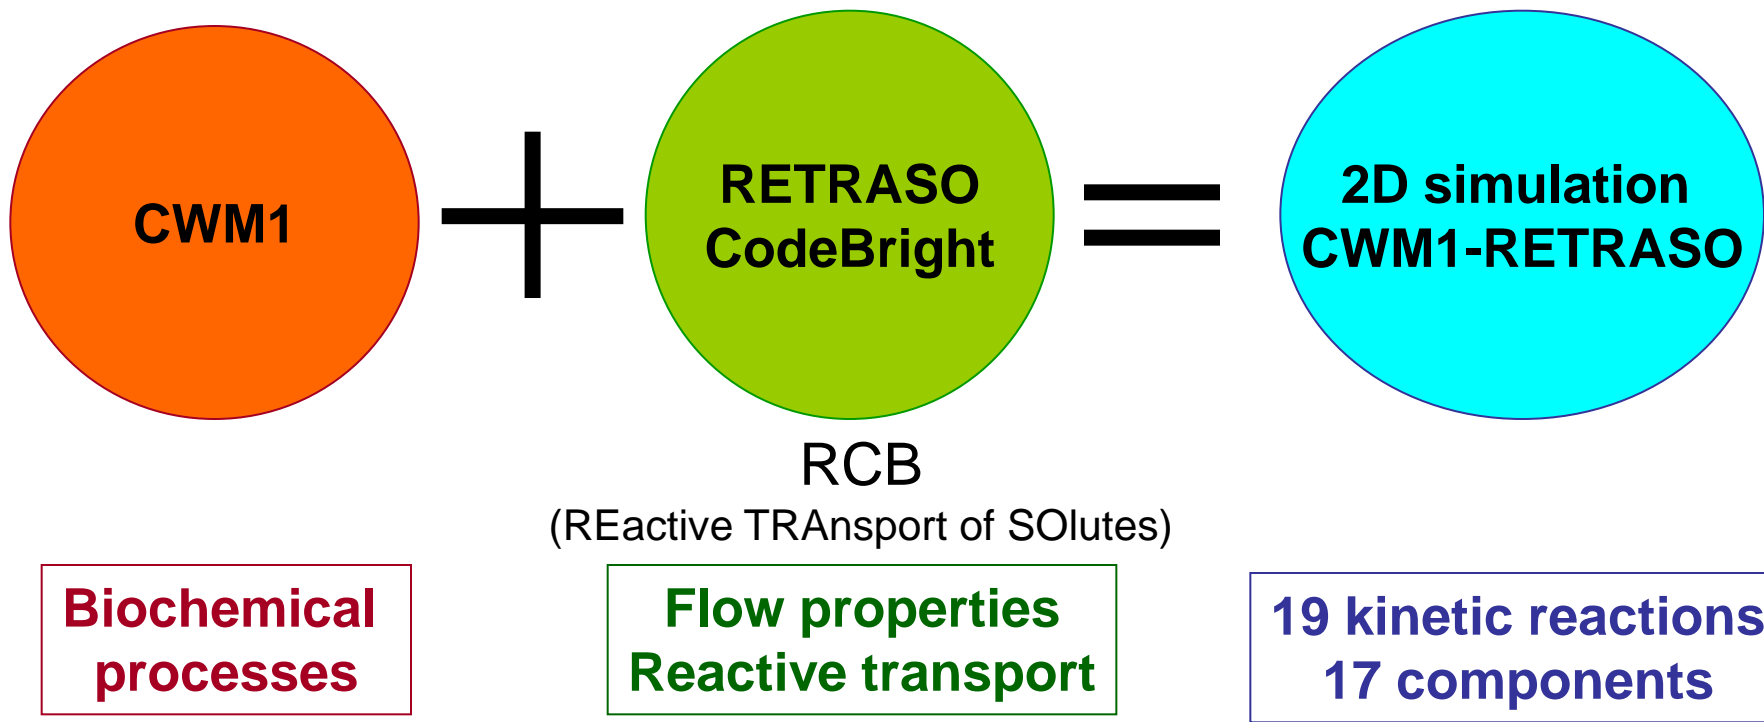 CWM1
RETRASO
CodeBright
2D simulation
CWM1-RETRASO
RCB
(REactive TRAnsport of SOlutes)
Biochemical
processes
Flow properties
Reactive transport
19 kinetic reactions
17 components